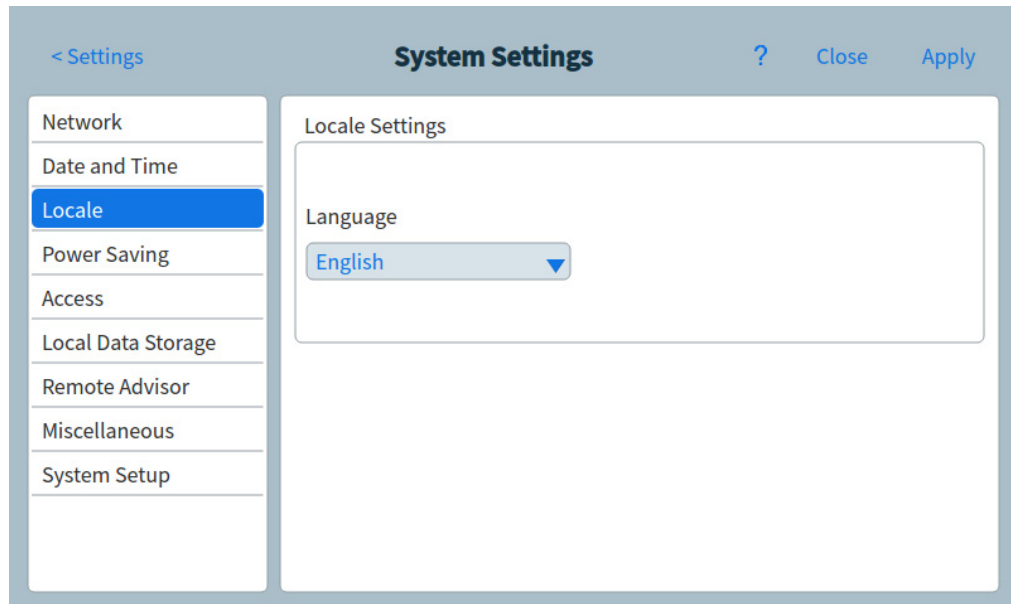 < Settings System Settings ? Close Apply
Network
Date and Time
Locale
Power Saving
Access
Local Data Storage
Remote Advisor
Miscellaneous
System Setup
Locale Settings
Language
English